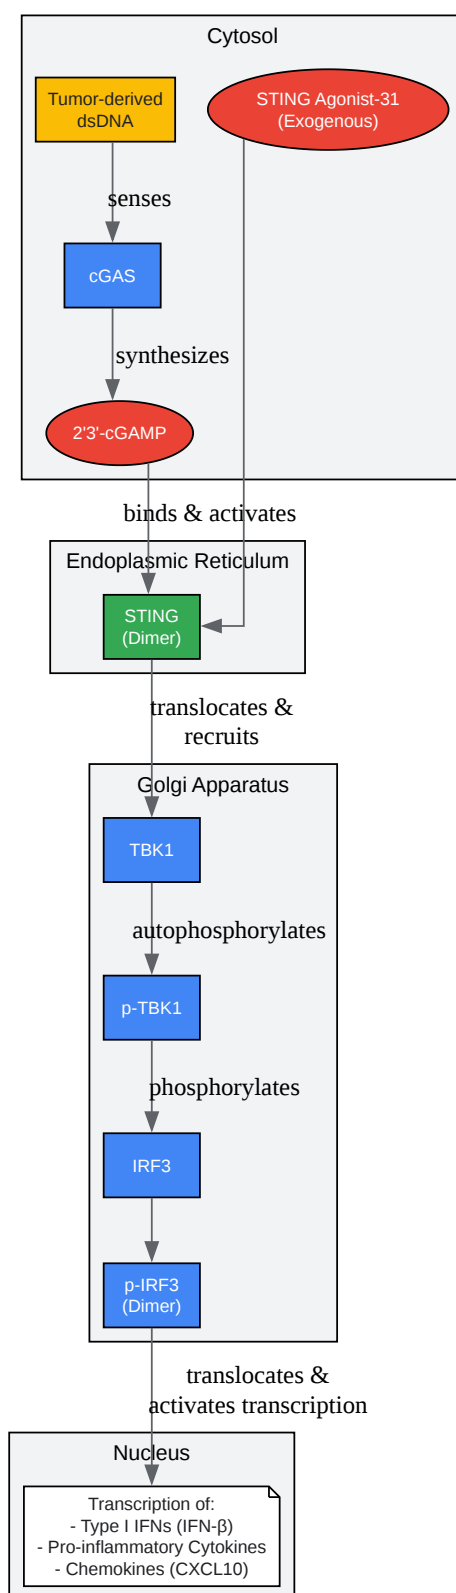 Cytosol
Tumor-derived
dsDNA
STING Agonist-31
(Exogenous)
senses
cGAS
synthesizes
2'3'-cGAMP
binds & activates
Endoplasmic Reticulum
STING
(Dimer)
translocates &
recruits
Golgi Apparatus
TBK1
autophosphorylates
p-TBK1
phosphorylates
IRF3
p-IRF3
(Dimer)
translocates &
activates transcription
Nucleus
Transcription of:
- Type I IFNs (IFN-β)
- Pro-inflammatory Cytokines
- Chemokines (CXCL10)